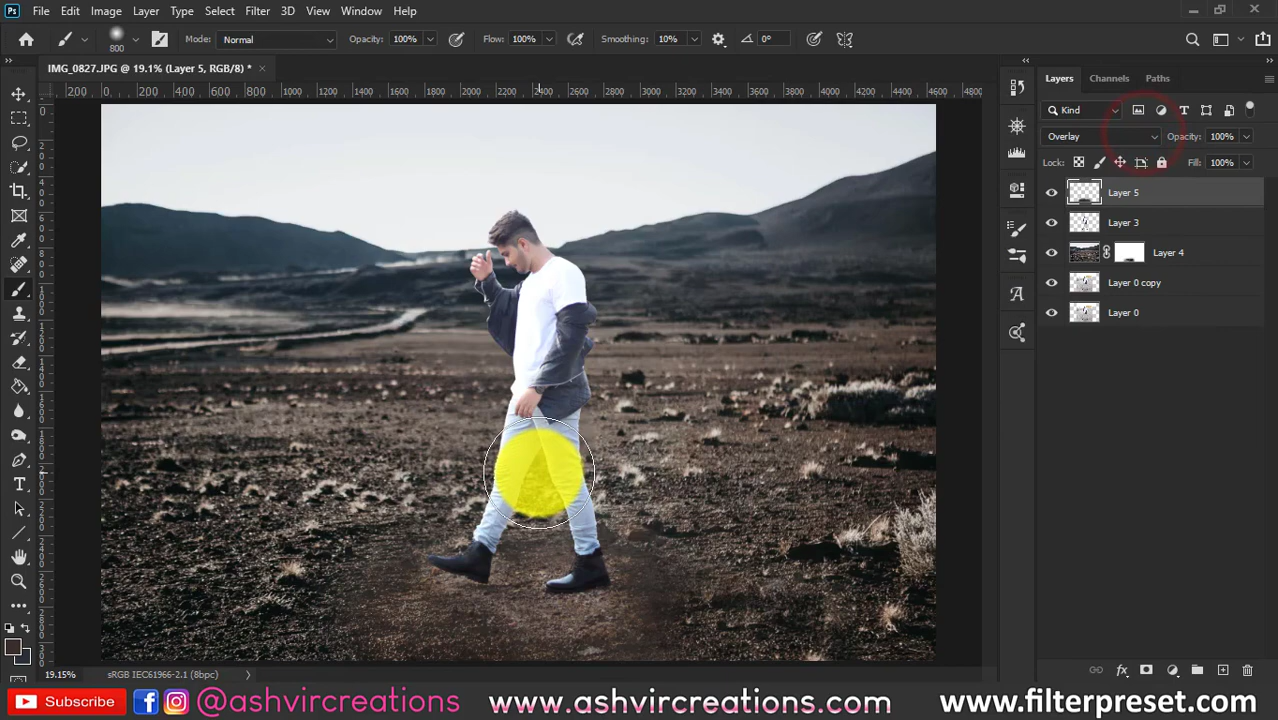 Ps File Edit Image Layer Type Select Filter 3D View Window Help
800 Mode: Normal Opacity: 100% Flow: 100% Smoothing: 10% 0°
IMG_0827.JPG @ 19.1% (Layer 5, RGB/8) *
200 0 200 400 600 800 1000 1200 1400 1600 1800 2000 2200 2400 2600 2800 3000 3200 3400 3600 3800 4000 4200 4400 4600 4800
Layers Channels Paths
Kind
Overlay Opacity: 100%
Lock: Fill: 100%
Layer 5
Layer 3
Layer 4
Layer 0 copy
Layer 0
19.15% sRGB IEC61966-2.1 (8bpc)
Subscribe @ashvircreations www.ashvircreations.com www.filterpreset.com